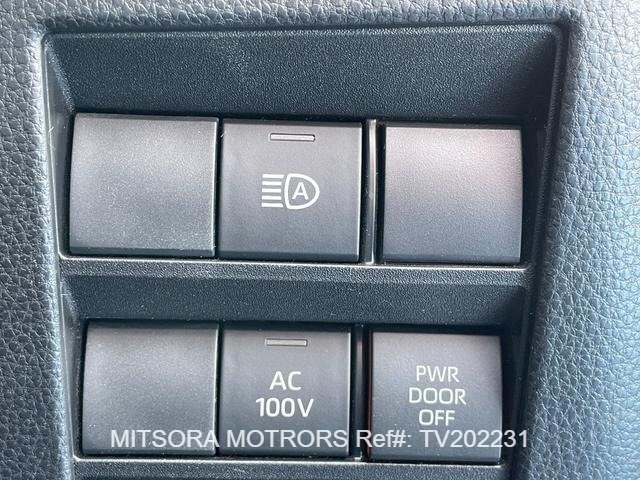 A
AC
100V
PWR
DOOR
OFF
MITSORA MOTRORS Ref#: TV202231